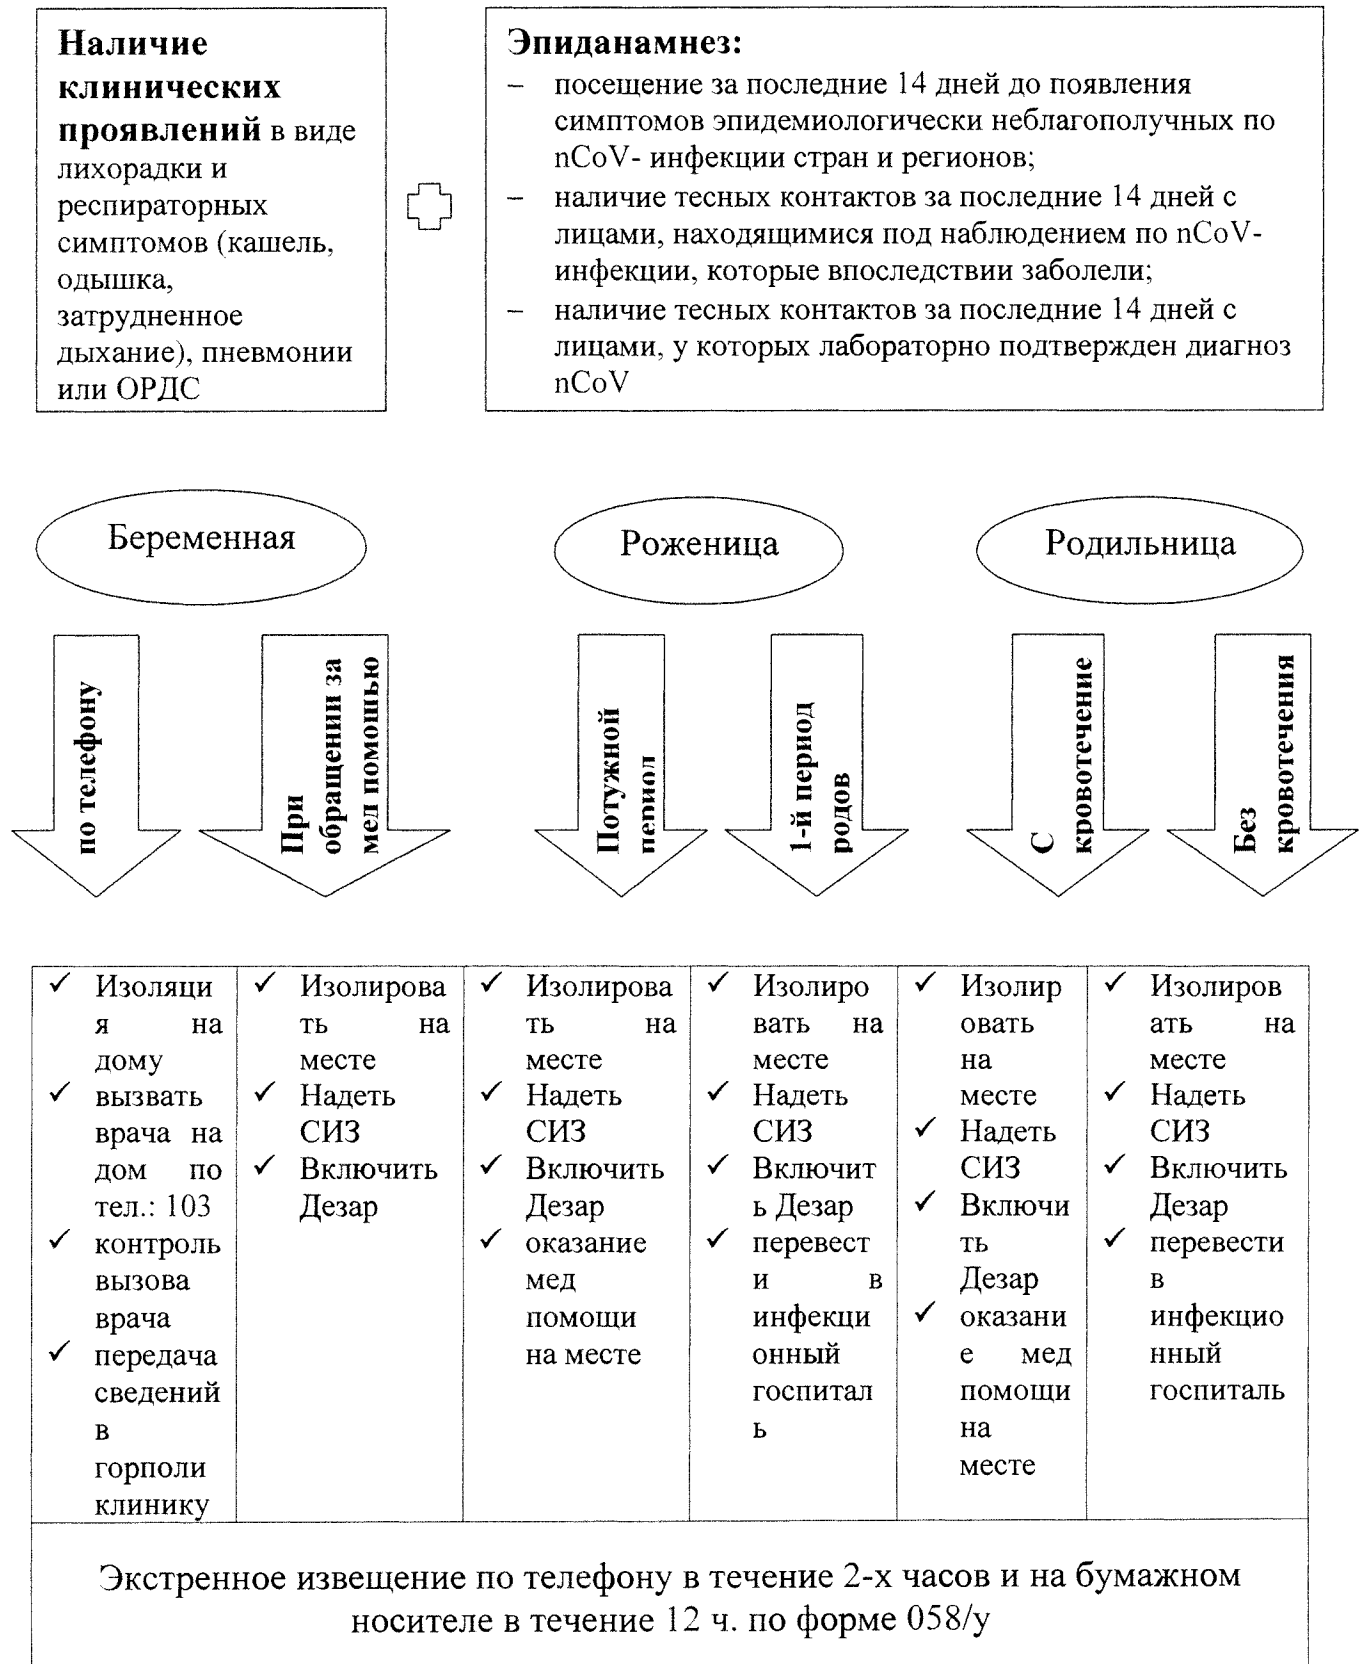 Наличие
клинических
проявлений в виде
лихорадки и
респираторных
симптомов (кашель,
одышка,
затрудненное
дыхание), пневмонии
или ОРДС
Эпиданамнез:
– посещение за последние 14 дней до появления
симптомов эпидемиологически неблагополучных по
nCoV- инфекции стран и регионов;
– наличие тесных контактов за последние 14 дней с
лицами, находящимися под наблюдением по nCoV-
инфекции, которые впоследствии заболели;
– наличие тесных контактов за последние 14 дней с
лицами, у которых лабораторно подтвержден диагноз
nCoV
Беременная
Роженица
Родильница
по телефону
При
обращении за
мед помощью
Потужной
период
1-й период
родов
С
кровотечение
Без
кровотечения
✓ Изоляци
я на
дому
✓ вызвать
врача на
дом по
тел.: 103
✓ контроль
вызова
врача
✓ передача
сведений
в
горполи
клинику
✓ Изолирова
ть на
месте
✓ Надеть
СИЗ
✓ Включить
Дезар
✓ Изолирова
ть на
месте
✓ Надеть
СИЗ
✓ Включить
Дезар
✓ оказание
мед
помощи
на месте
✓ Изолиро
вать на
месте
✓ Надеть
СИЗ
✓ Включит
ь Дезар
✓ перевест
и в
инфекци
онный
госпитал
ь
✓ Изолир
овать
на
месте
✓ Надеть
СИЗ
✓ Включи
ть
Дезар
✓ оказани
е мед
помощи
на
месте
✓ Изолиров
ать на
месте
✓ Надеть
СИЗ
✓ Включить
Дезар
✓ перевести
в
инфекцио
нный
госпиталь
Экстренное извещение по телефону в течение 2-х часов и на бумажном
носителе в течение 12 ч. по форме 058/у